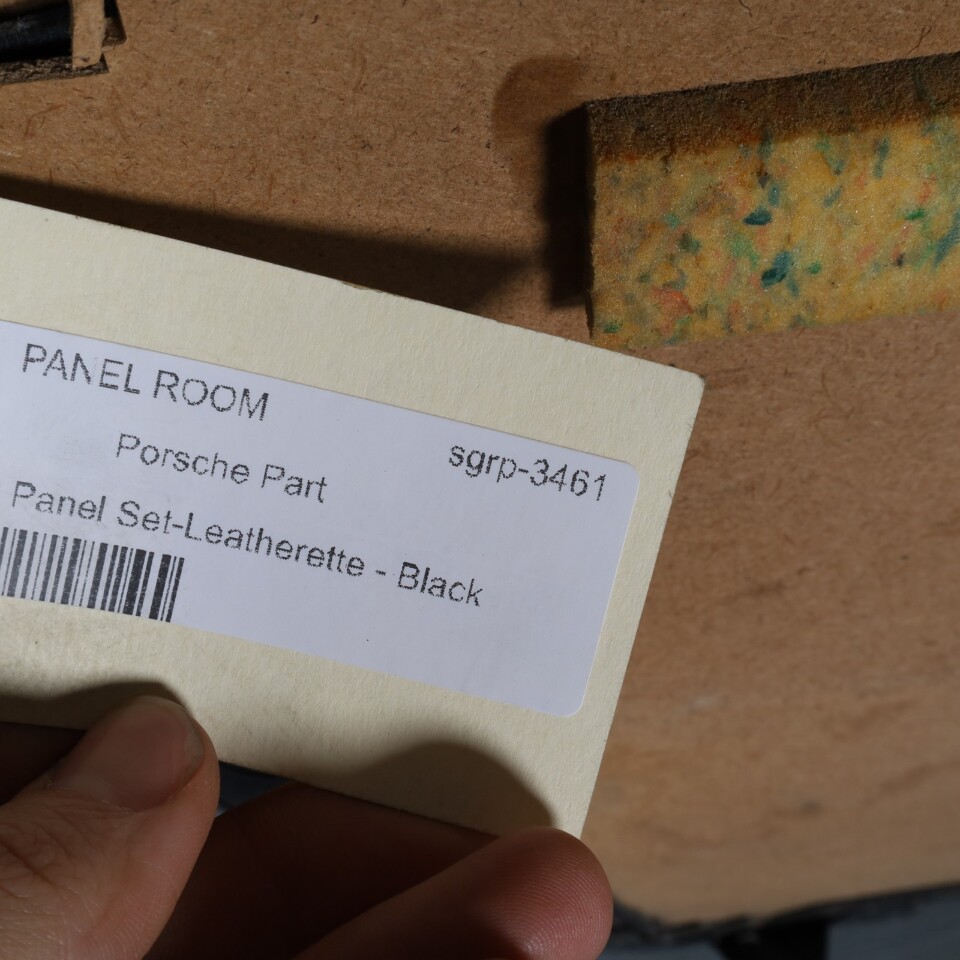 PANEL ROOM
sgrp-3461
Porsche Part
Panel Set-Leatherette - Black